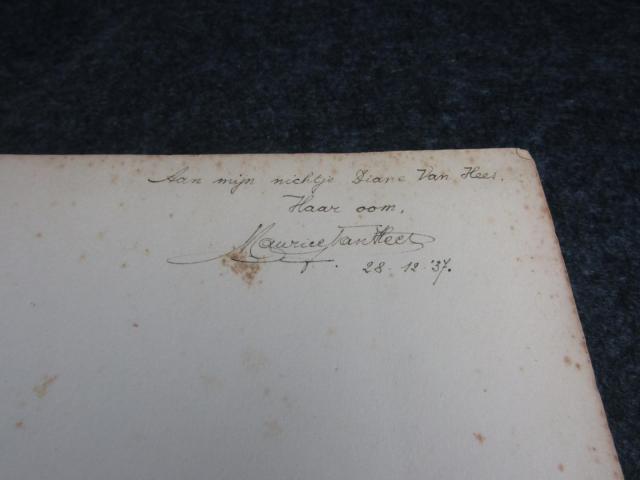 Aan mijn nichtje Diane Van Hees.
Haar oom,
Maurice Van Hees
28-12-'37.